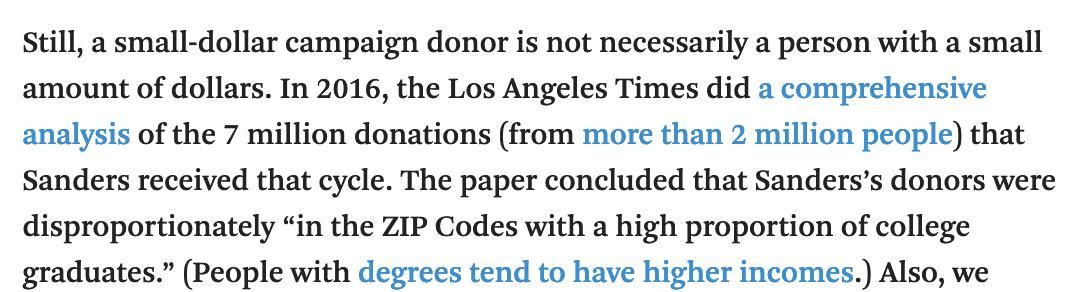 Still, a small-dollar campaign donor is not necessarily a person with a small
amount of dollars. In 2016, the Los Angeles Times did a comprehensive
analysis of the 7 million donations (from more than 2 million people) that
Sanders received that cycle. The paper concluded that Sanders’s donors were
disproportionately “in the ZIP Codes with a high proportion of college
graduates.” (People with degrees tend to have higher incomes.) Also, we